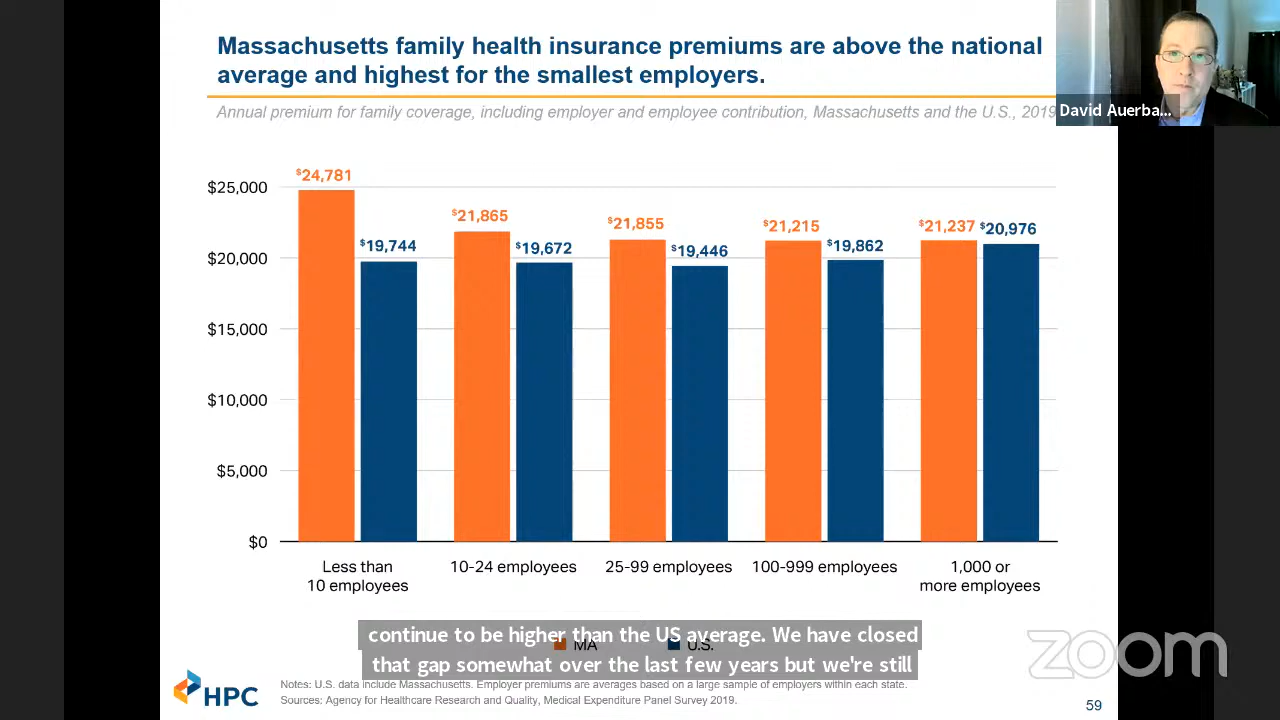 Massachusetts family health insurance premiums are above the national
average and highest for the smallest employers.
Annual premium for family coverage, including employer and employee contribution, Massachusetts and the U.S., 2019
David Auerba...
$25,000
$20,000
$15,000
$10,000
$5,000
$0
$24,781
$19,744
$21,865
$19,672
$21,855
$19,446
$21,215
$19,862
$21,237
$20,976
Less than
10 employees
10-24 employees
25-99 employees
100-999 employees
1,000 or
more employees
MA
U.S.
continue to be higher than the US average. We have closed
that gap somewhat over the last few years but we're still
zoom
HPC
Notes: U.S. data include Massachusetts. Employer premiums are averages based on a large sample of employers within each state.
Sources: Agency for Healthcare Research and Quality, Medical Expenditure Panel Survey 2019.
59